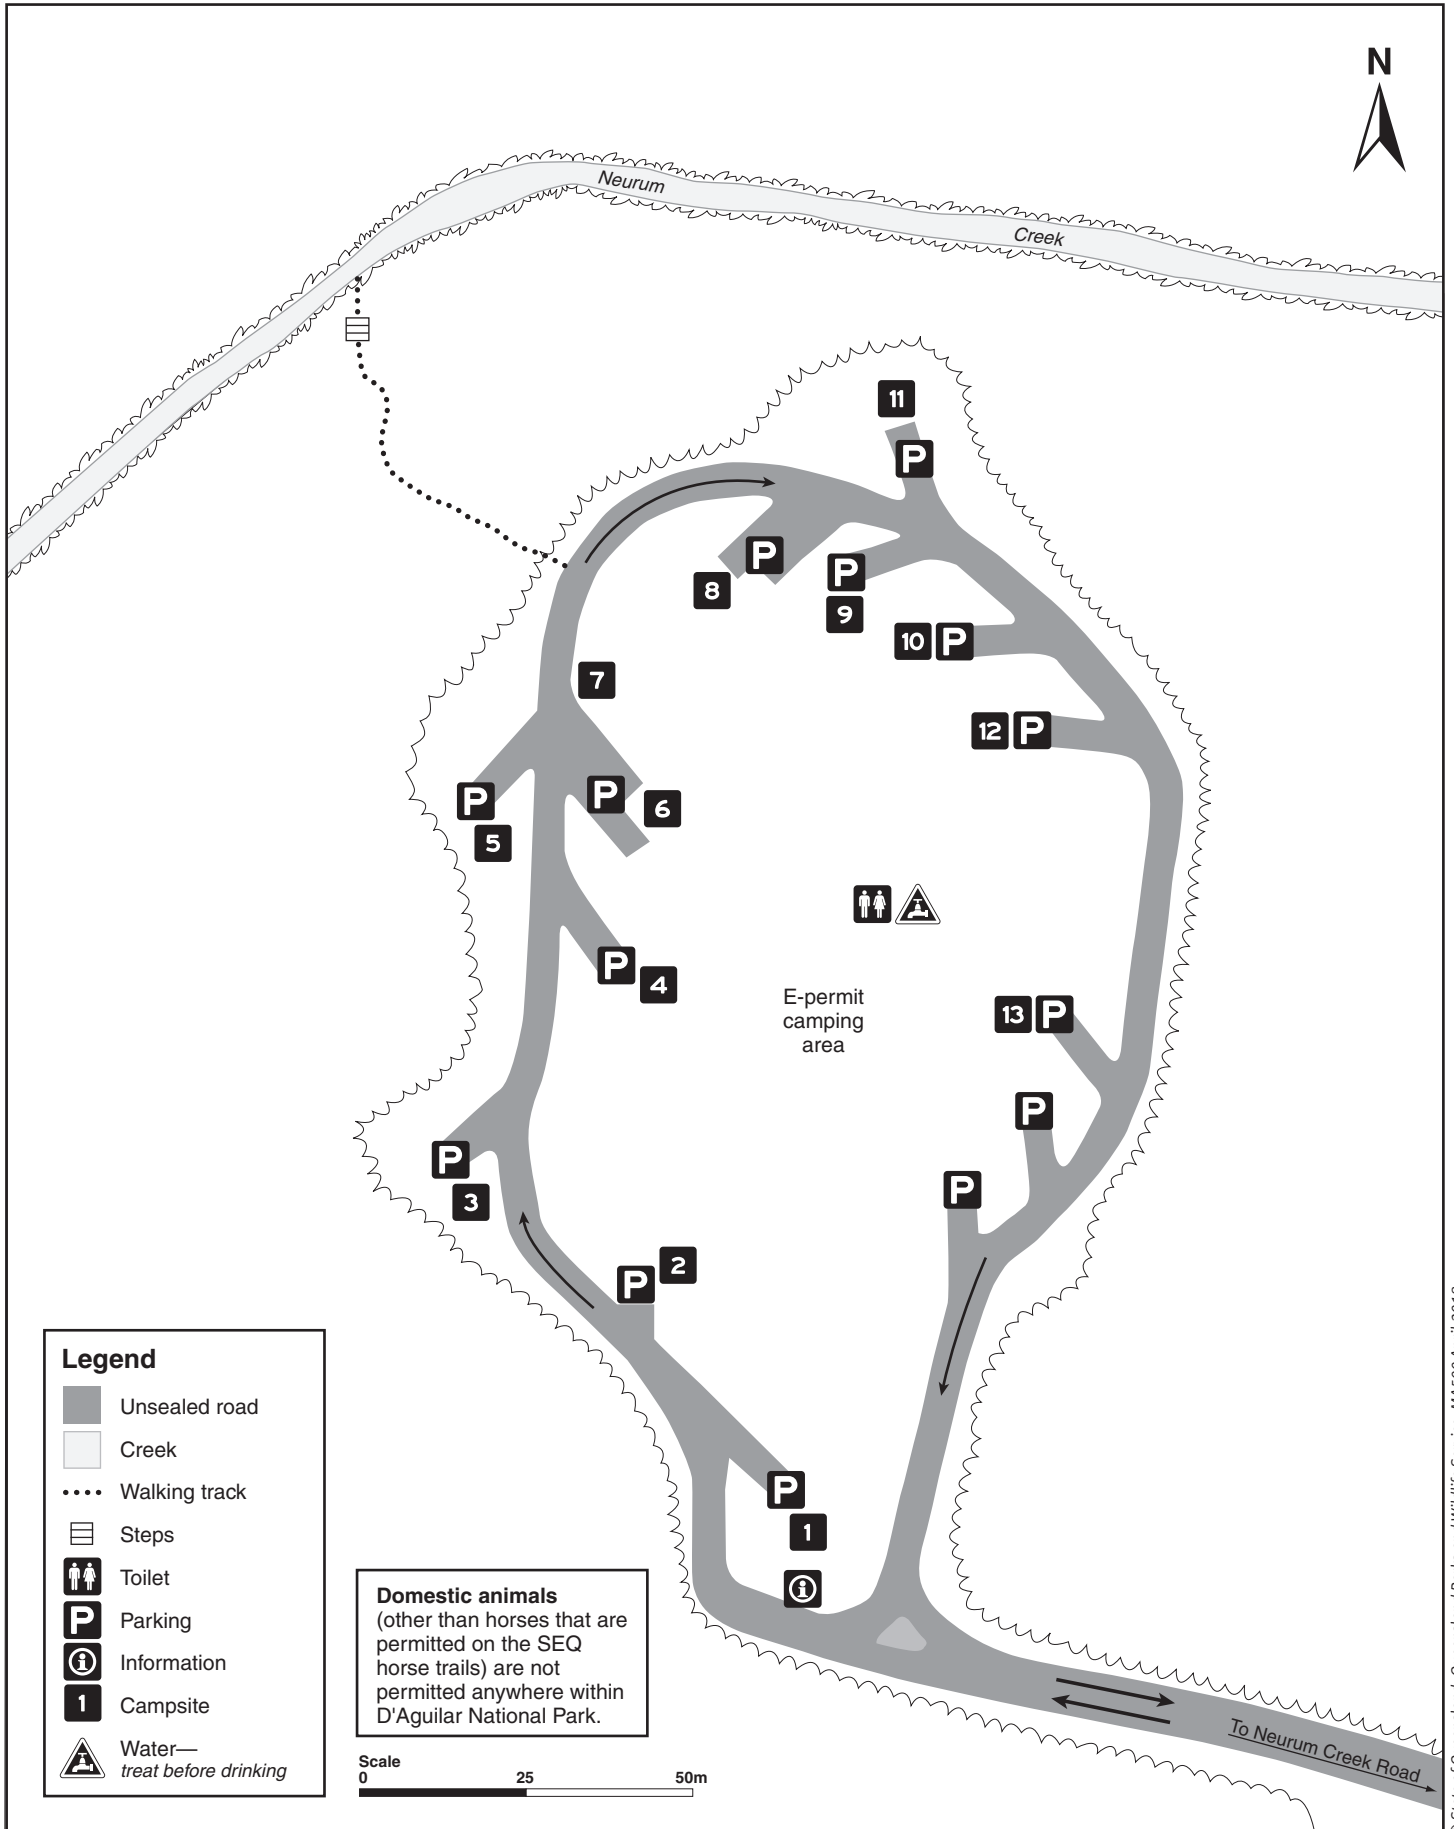 N
Neurum
Creek
11
8
9
10
7
12
6
5
4
E-permit
camping
area
13
3
2
1
Legend
Unsealed road
Creek
Walking track
Steps
Toilet
P Parking
Information
1 Campsite
Water—
treat before drinking
Domestic animals
(other than horses that are
permitted on the SEQ
horse trails) are not
permitted anywhere within
D'Aguilar National Park.
Scale
0 25 50m
To Neurum Creek Road
P
P
P
P
P
P
P
P
P
P
P
P
P
P